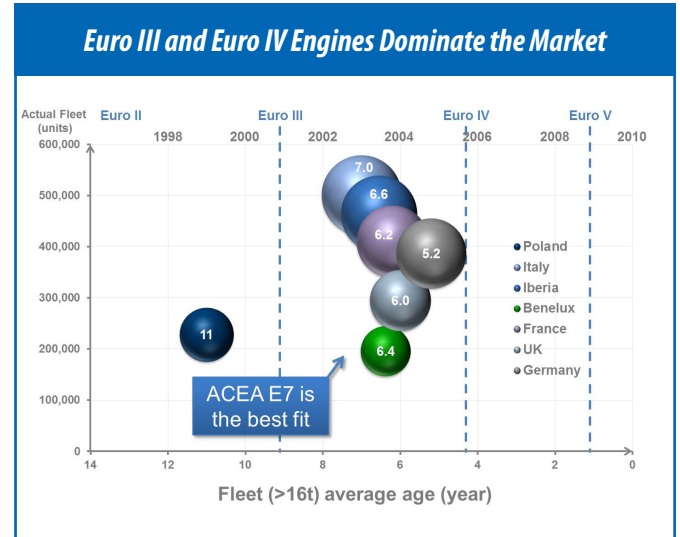 Euro III and Euro IV Engines Dominate the Market
Actual Fleet
(units)
Euro II
Euro III
Euro IV
Euro V
1998
2000
2002
2004
2006
2008
2010
600,000
500,000
400,000
300,000
200,000
100,000
0
7.0
6.6
6.2
5.2
6.0
11
6.4
Poland
Italy
Iberia
Benelux
France
UK
Germany
ACEA E7 is
the best fit
14
12
10
8
6
4
2
0
Fleet (>16t) average age (year)